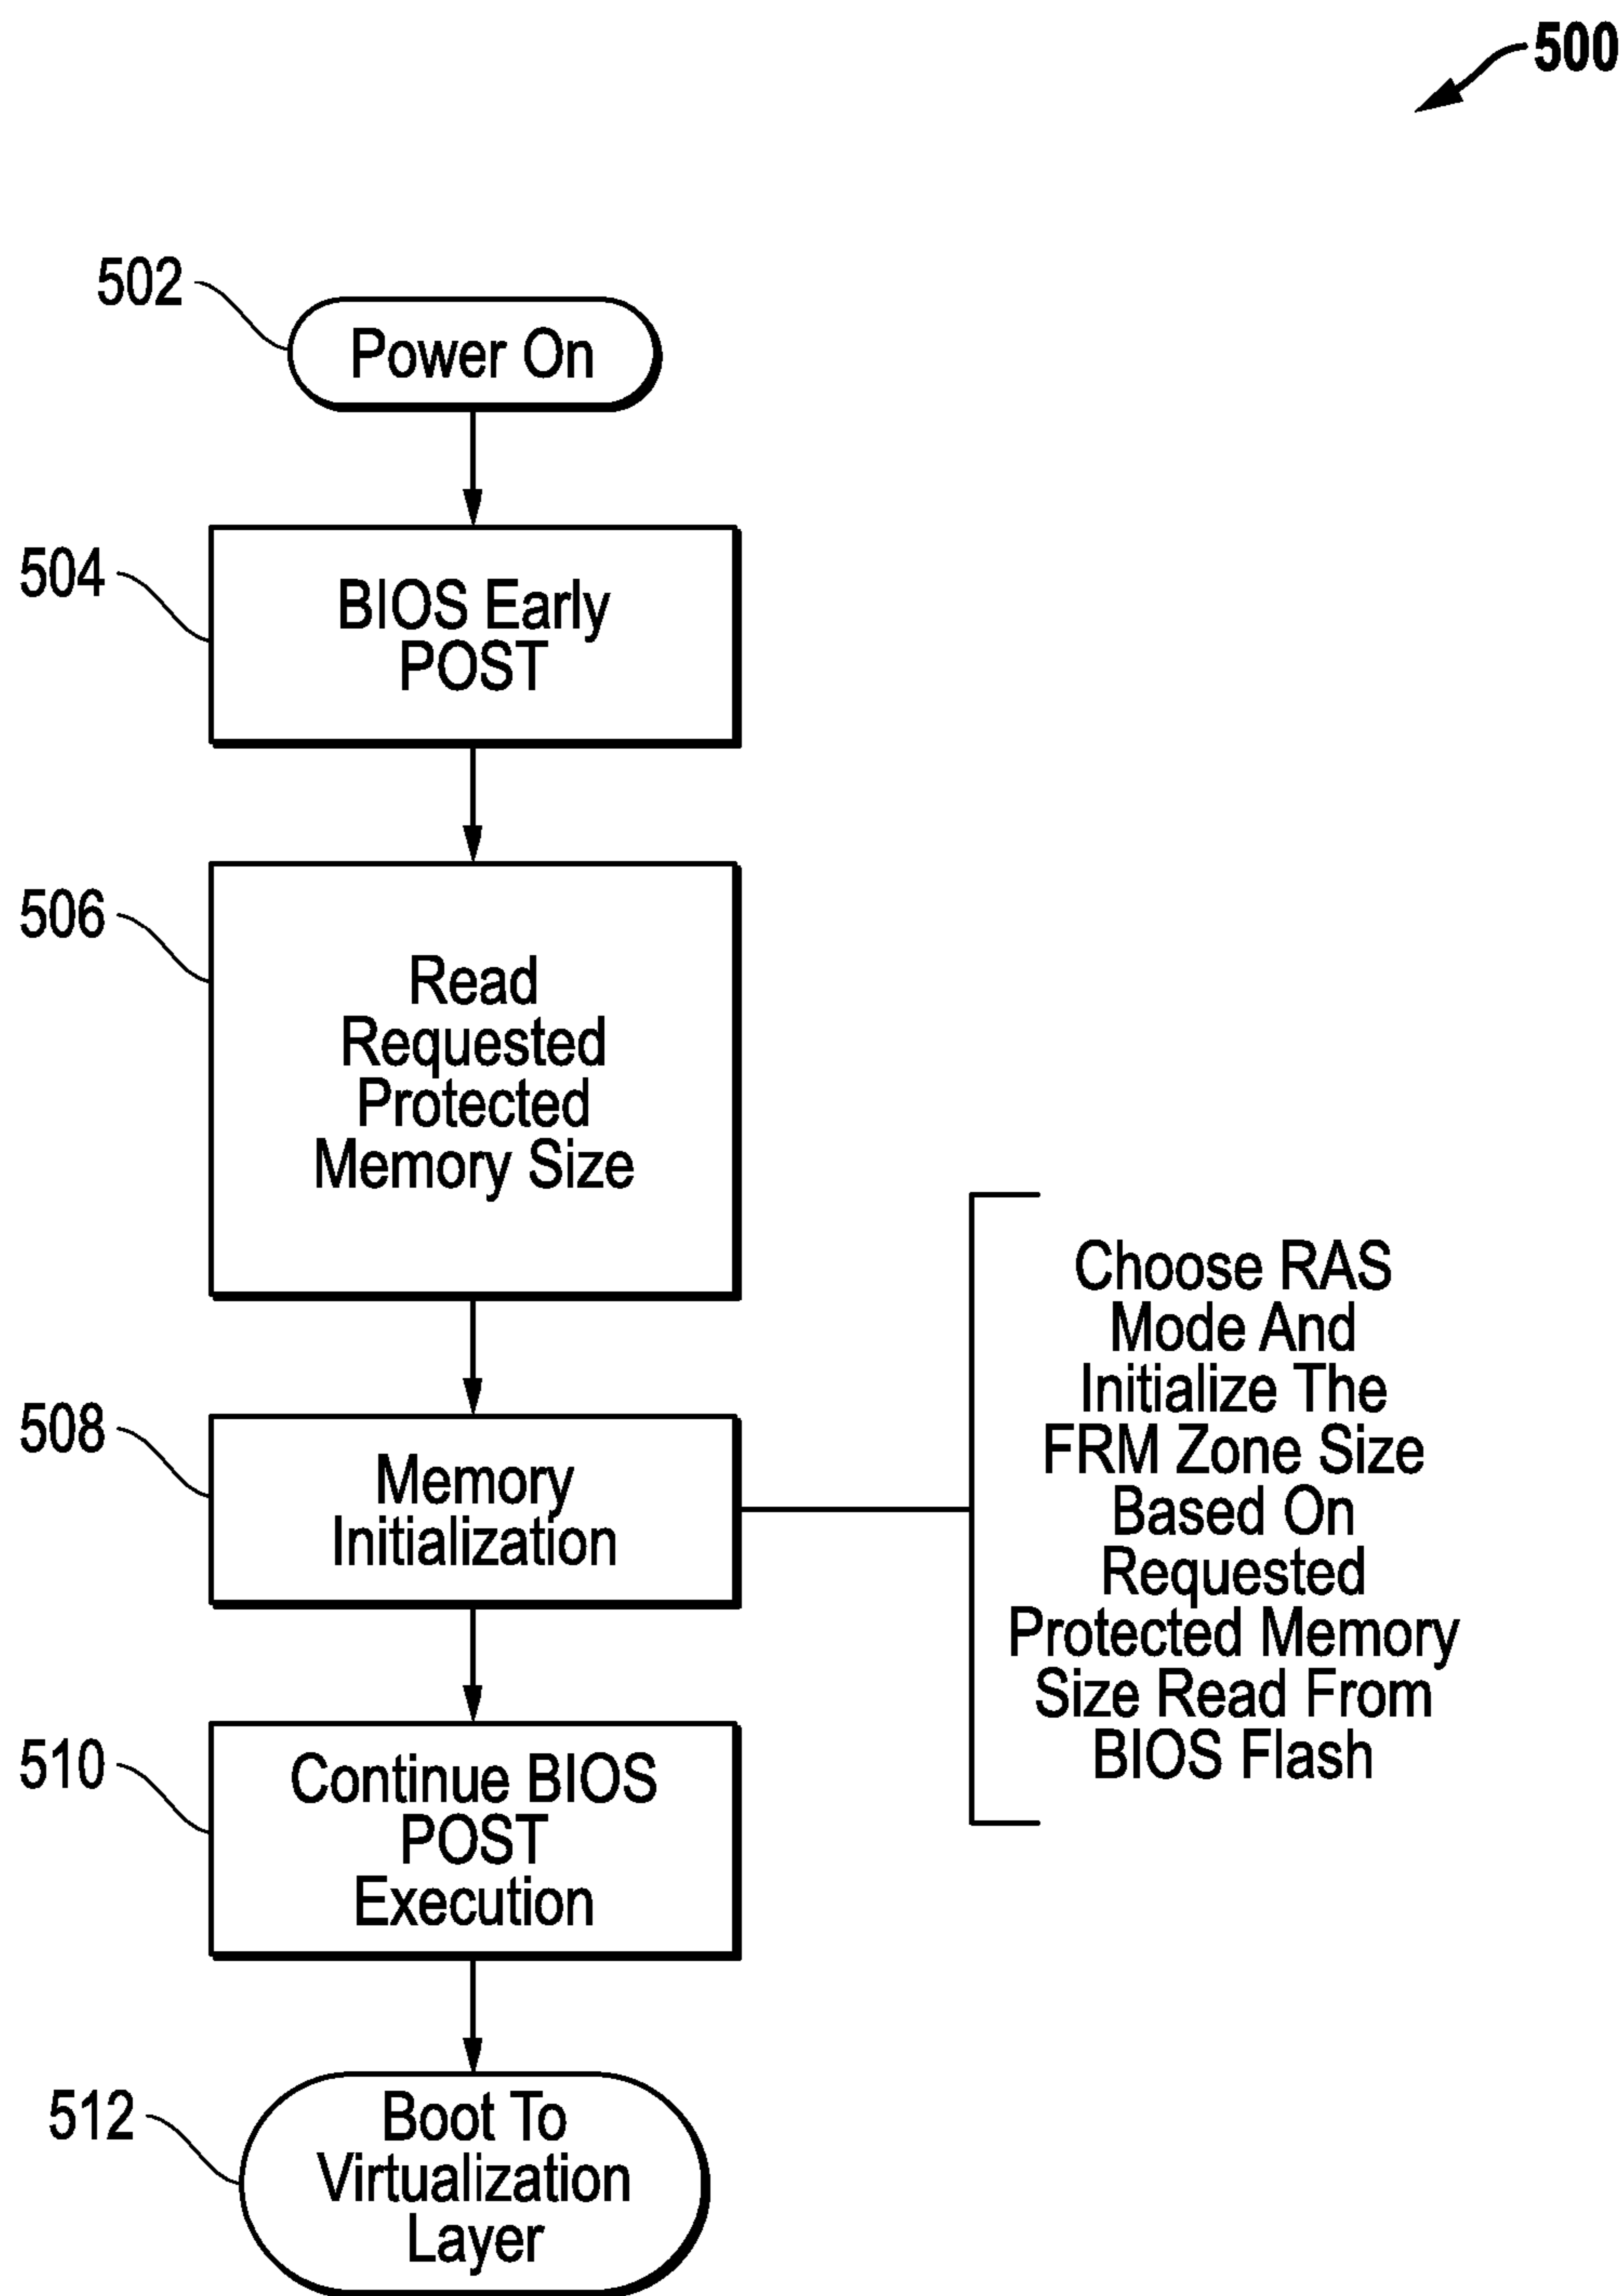 500
502
Power On
504
BIOS Early
POST
506
Read
Requested
Protected
Memory Size
508
Memory
Initialization
Choose RAS
Mode And
Initialize The
FRM Zone Size
Based On
Requested
Protected Memory
Size Read From
BIOS Flash
510
Continue BIOS
POST
Execution
512
Boot To
Virtualization
Layer